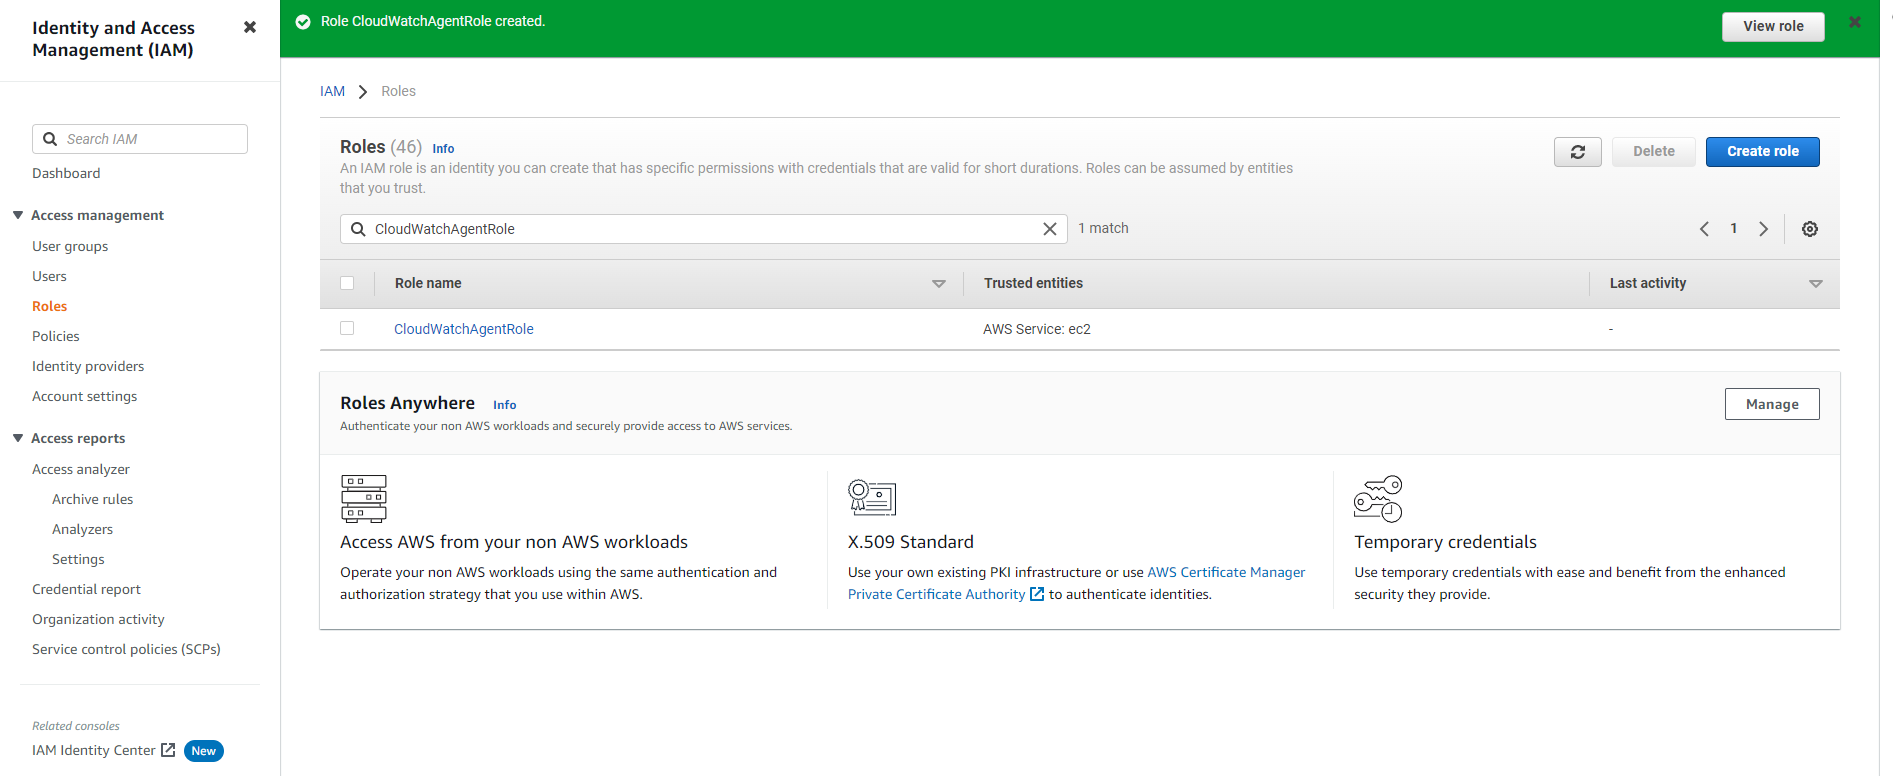 Identity and Access
Management (IAM)
Search IAM
Dashboard
Access management
User groups
Users
Roles
Policies
Identity providers
Account settings
Access reports
Access analyzer
Archive rules
Analyzers
Settings
Credential report
Organization activity
Service control policies (SCPs)
Related consoles
IAM Identity Center New
Role CloudWatchAgentRole created.
View role
IAM Roles
Roles (46) Info
An IAM role is an identity you can create that has specific permissions with credentials that are valid for short durations. Roles can be assumed by entities
that you trust.
Delete
Create role
CloudWatchAgentRole
1 match
1
Role name Trusted entities Last activity
CloudWatchAgentRole AWS Service: ec2 -
Roles Anywhere Info
Authenticate your non AWS workloads and securely provide access to AWS services.
Manage
Access AWS from your non AWS workloads
Operate your non AWS workloads using the same authentication and
authorization strategy that you use within AWS.
X.509 Standard
Use your own existing PKI infrastructure or use AWS Certificate Manager
Private Certificate Authority to authenticate identities.
Temporary credentials
Use temporary credentials with ease and benefit from the enhanced
security they provide.